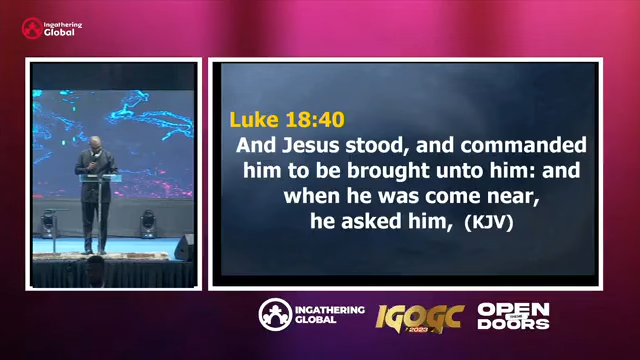 Ingathering
Global
Luke 18:40
And Jesus stood, and commanded
him to be brought unto him: and
when he was come near,
he asked him, (KJV)
INGATHERING
GLOBAL
IGOGC
2023
OPEN
DOORS